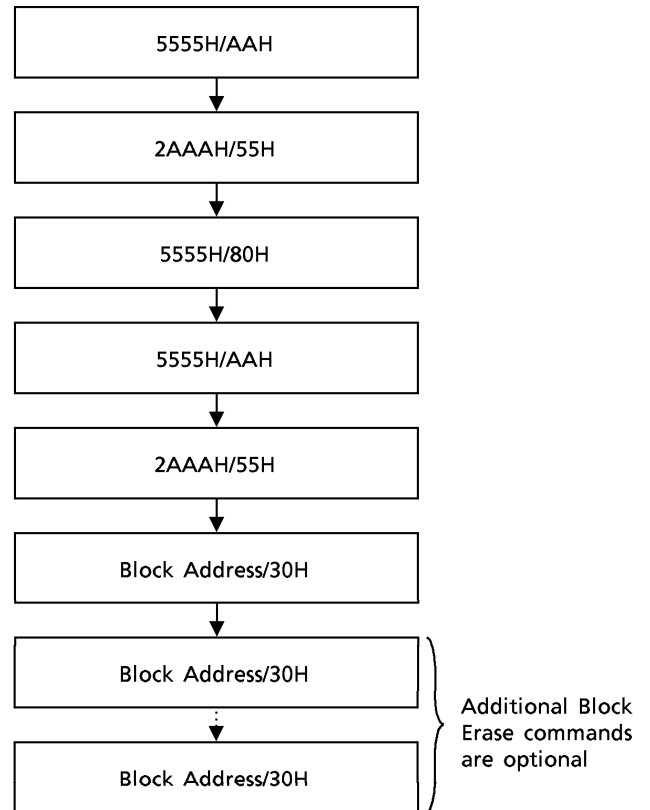 5555H/AAH
2AAAH/55H
5555H/80H
5555H/AAH
2AAAH/55H
Block Address/30H
Block Address/30H
Block Address/30H
Additional Block
Erase commands
are optional